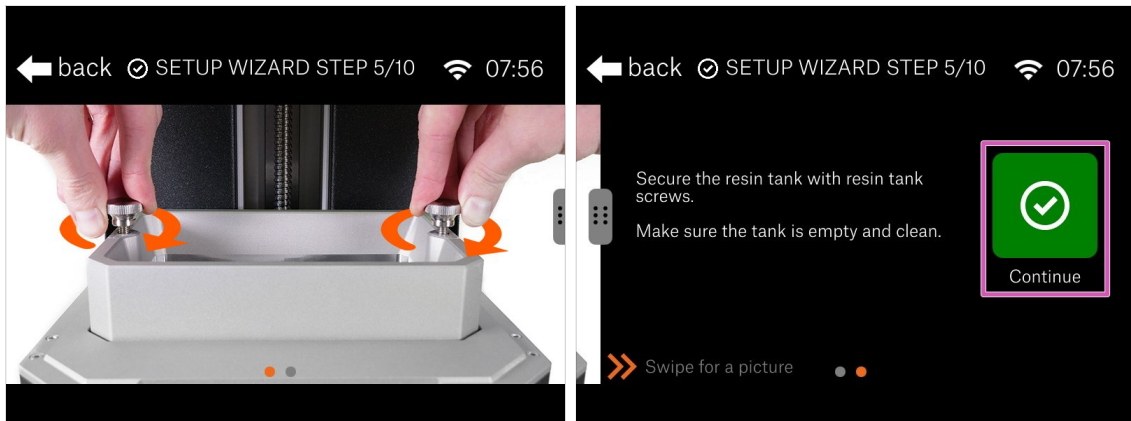 back SETUP WIZARD STEP 5/10 07:56
back SETUP WIZARD STEP 5/10 07:56
Secure the resin tank with resin tank
screws.
Make sure the tank is empty and clean.
Continue
Swipe for a picture